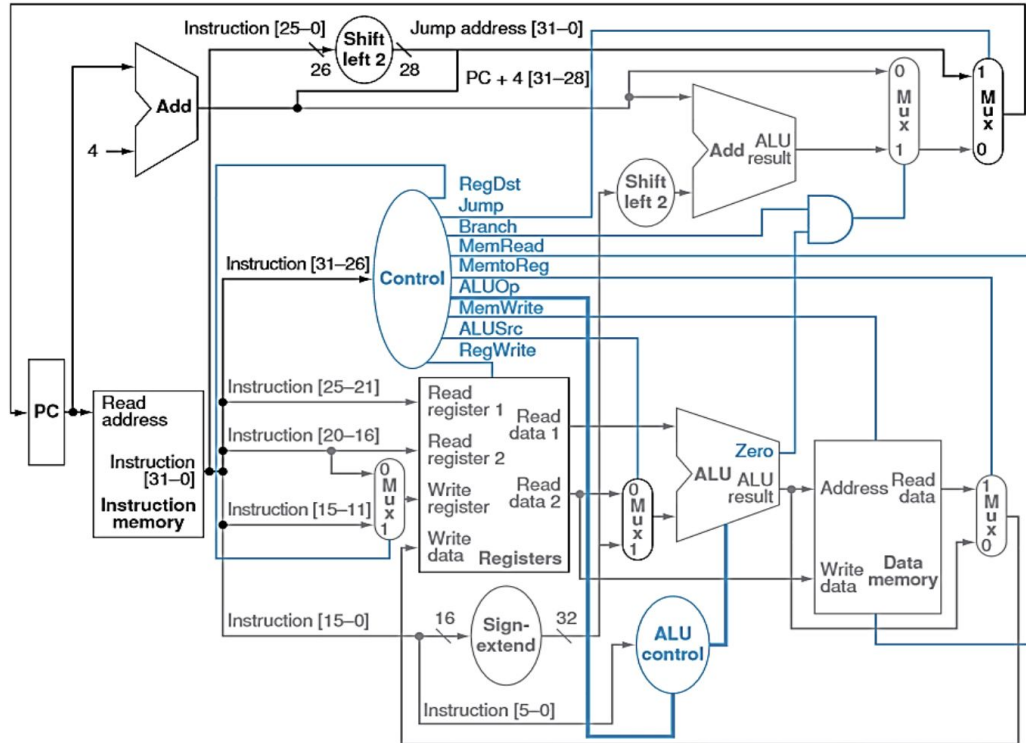 Instruction [25–0]
Shift
left 2
Jump address [31–0]
26
28
PC + 4 [31–28]
Add
4
0
M
u
x
1
1
M
u
x
0
Add
ALU
result
Shift
left 2
RegDst
Jump
Branch
MemRead
MemtoReg
ALUOp
MemWrite
ALUSrc
RegWrite
Instruction [31–26]
Control
PC
Read
address
Instruction
[31–0]
Instruction
memory
Instruction [25–21]
Instruction [20–16]
Instruction [15–11]
0
M
u
x
1
Read
register 1
Read
register 2
Write
register
Write
data
Read
data 1
Read
data 2
Registers
0
M
u
x
1
Zero
ALU
ALU
result
Address
Read
data
Write
data
Data
memory
1
M
u
x
0
Instruction [15–0]
16
Sign-
extend
32
ALU
control
Instruction [5–0]